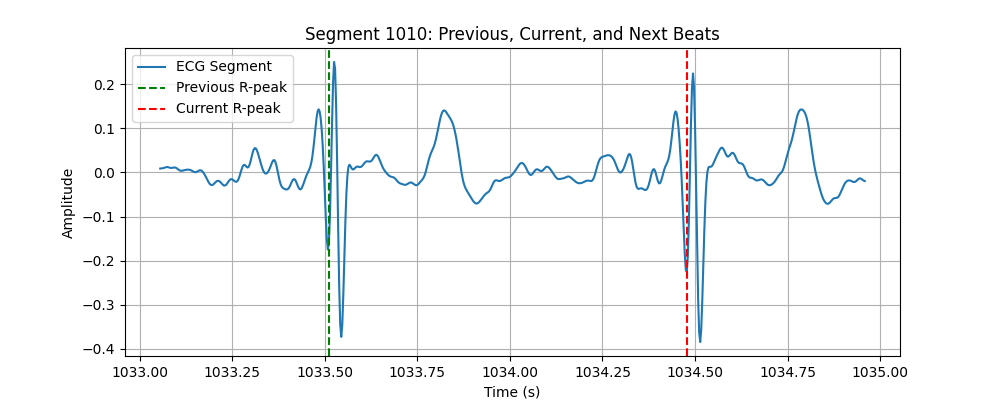 Segment 1010: Previous, Current, and Next Beats
ECG Segment
Previous R-peak
Current R-peak
Amplitude
0.2
0.1
0.0
−0.1
−0.2
−0.3
−0.4
1033.00 1033.25 1033.50 1033.75 1034.00 1034.25 1034.50 1034.75 1035.00
Time (s)